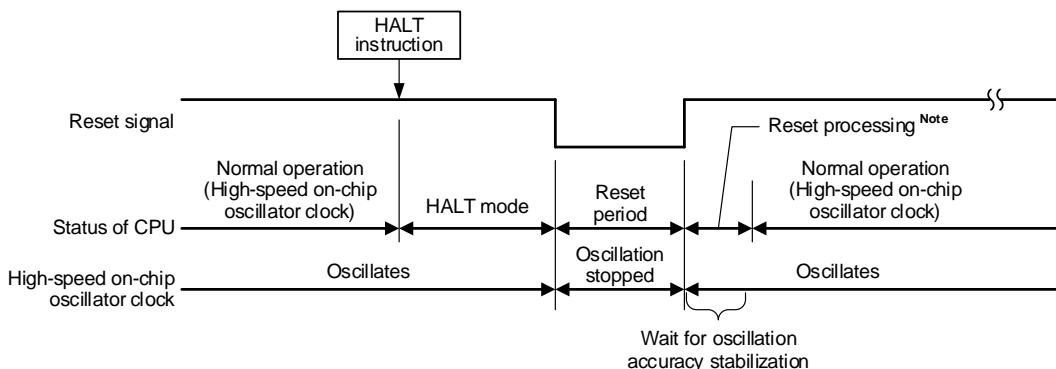 HALT
instruction
Reset signal
Reset processing Note
Normal operation
(High-speed on-chip
oscillator clock)
HALT mode
Reset
period
Normal operation
(High-speed on-chip
oscillator clock)
Status of CPU
High-speed on-chip
oscillator clock
Oscillates
Oscillation
stopped
Oscillates
Wait for oscillation
accuracy stabilization